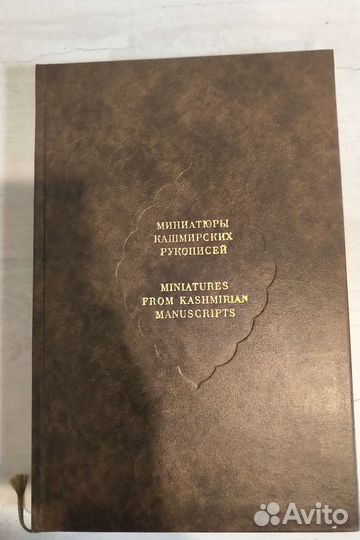 МИНИАТЮРЫ
КАШМИРСКИХ
РУКОПИСЕЙ
MINIATURES
FROM KASHMIRIAN
MANUSCRIPTS
Avito